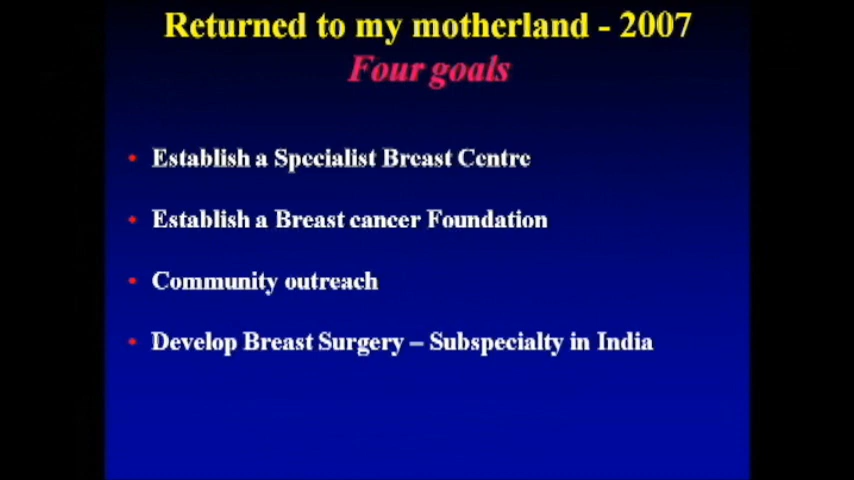 Returned to my motherland - 2007
Four goals
• Establish a Specialist Breast Centre
• Establish a Breast cancer Foundation
• Community outreach
• Develop Breast Surgery – Subspecialty in India